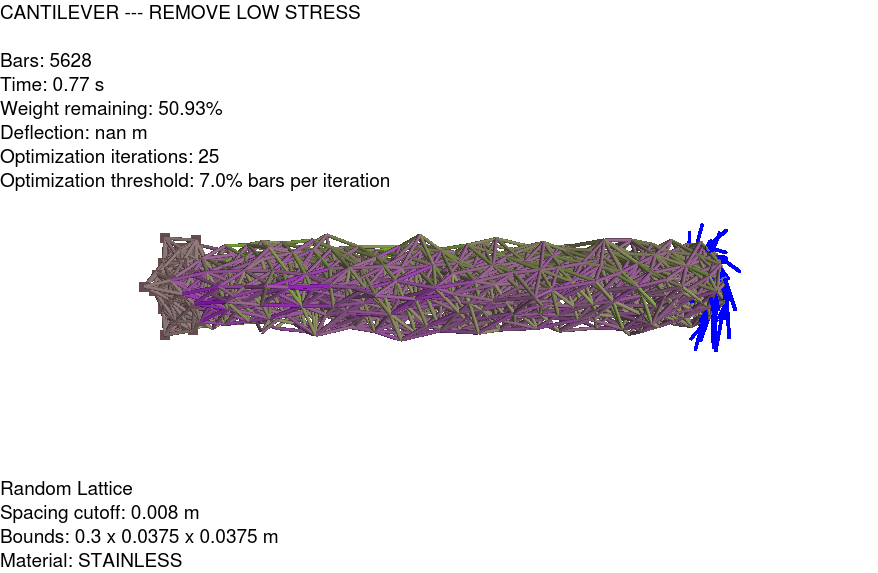 CANTILEVER --- REMOVE LOW STRESS
Bars: 5628
Time: 0.77 s
Weight remaining: 50.93%
Deflection: nan m
Optimization iterations: 25
Optimization threshold: 7.0% bars per iteration
Random Lattice
Spacing cutoff: 0.008 m
Bounds: 0.3 x 0.0375 x 0.0375 m
Material: STAINLESS